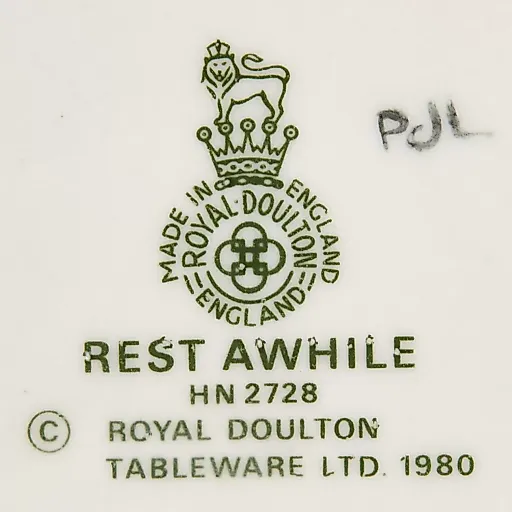 PJL
MADE IN ENGLAND
ROYAL·DOULTON
ENGLAND
REST AWHILE
HN 2728
© ROYAL DOULTON
TABLEWARE LTD. 1980